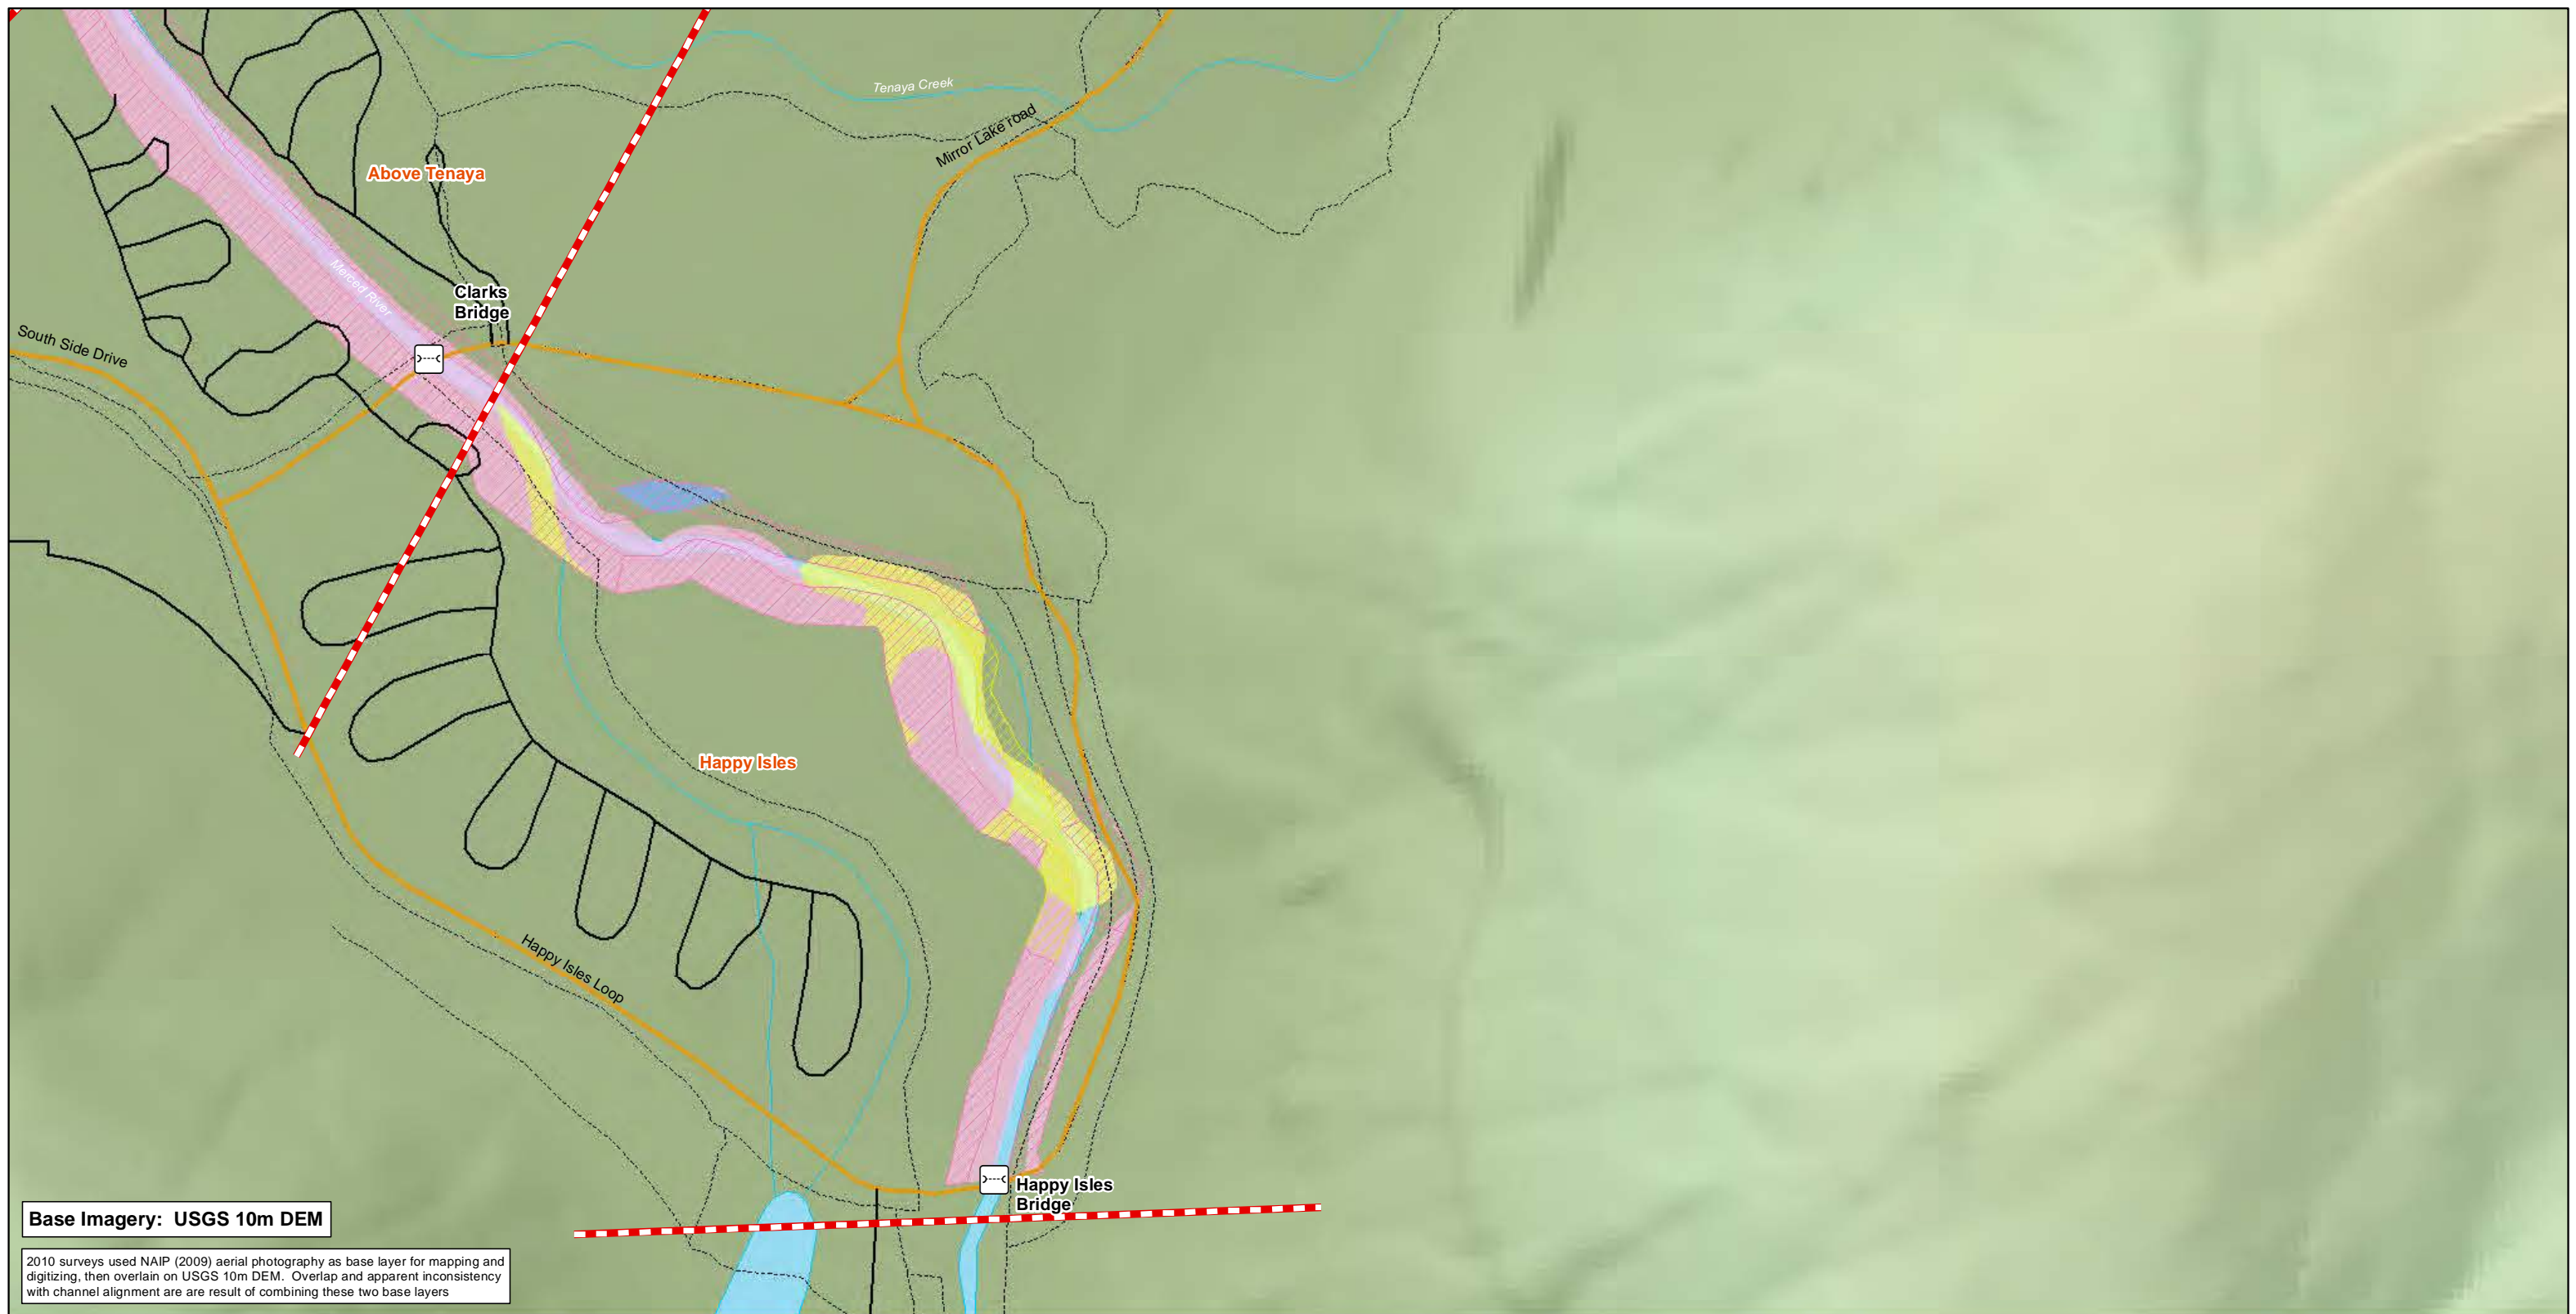 Tenaya Creek
Mirror Lake road
Above Tenaya
Merced River
Clarks
Bridge
South Side Drive
Happy Isles
Happy Isles Loop
Happy Isles
Bridge
Base Imagery: USGS 10m DEM
2010 surveys used NAIP (2009) aerial photography as base layer for mapping and
digitizing, then overlain on USGS 10m DEM. Overlap and apparent inconsistency
with channel alignment are are result of combining these two base layers